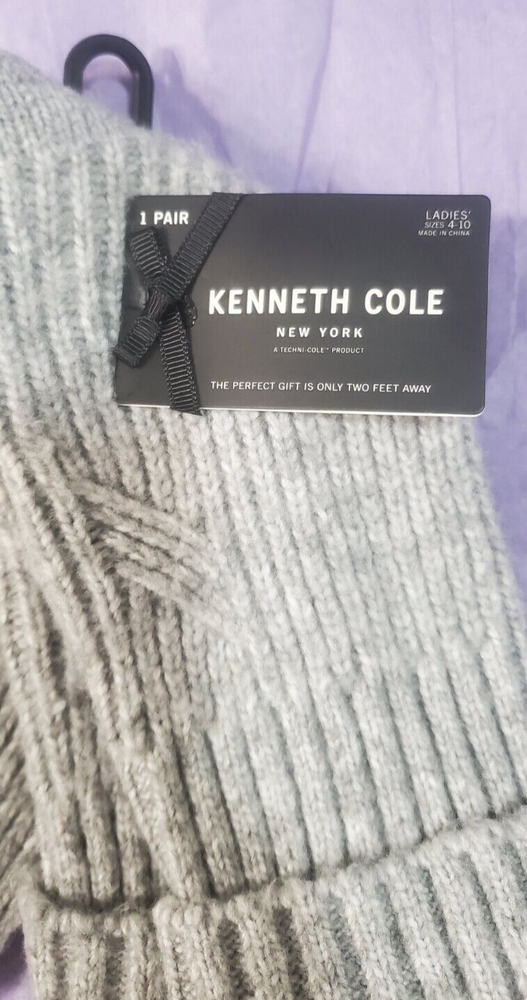 1 PAIR
LADIES'
SIZES 4-10
MADE IN CHINA
KENNETH COLE
NEW YORK
A TECHNI-COLE™ PRODUCT
THE PERFECT GIFT IS ONLY TWO FEET AWAY